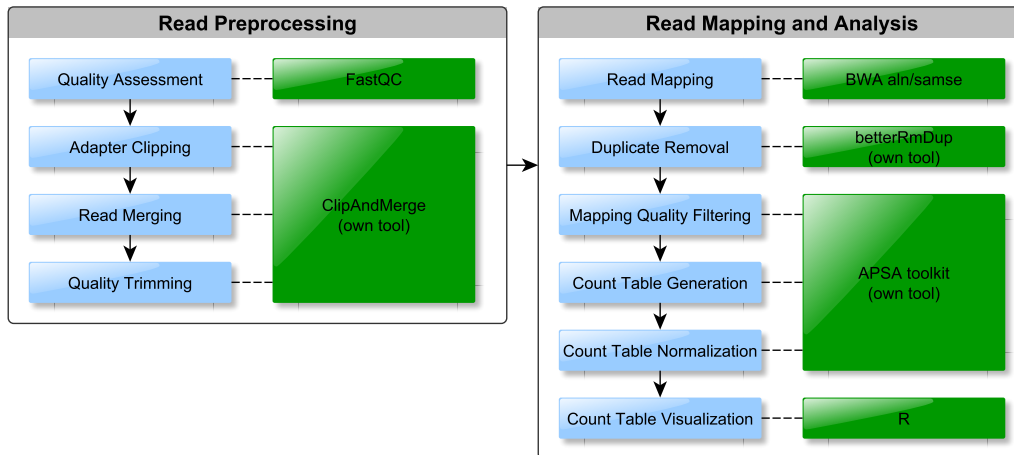 Read Preprocessing
Quality Assessment
FastQC
Adapter Clipping
Read Merging
Quality Trimming
ClipAndMerge
(own tool)
Read Mapping and Analysis
Read Mapping
BWA aln/samse
Duplicate Removal
betterRmDup
(own tool)
Mapping Quality Filtering
Count Table Generation
Count Table Normalization
APSA toolkit
(own tool)
Count Table Visualization
R